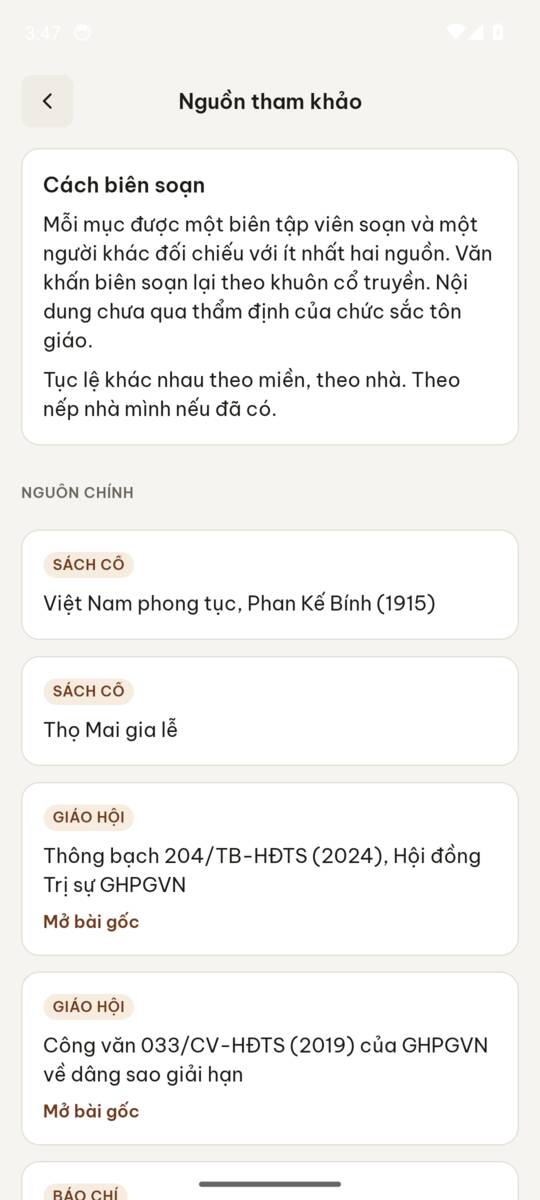 3:47
Nguồn tham khảo
Cách biên soạn
Mỗi mục được một biên tập viên soạn và một
người khác đối chiếu với ít nhất hai nguồn. Văn
khấn biên soạn lại theo khuôn cổ truyền. Nội
dung chưa qua thẩm định của chức sắc tôn
giáo.
Tục lệ khác nhau theo miền, theo nhà. Theo
nếp nhà mình nếu đã có.
NGUỒN CHÍNH
SÁCH CỔ
Việt Nam phong tục, Phan Kế Bính (1915)
SÁCH CỔ
Thọ Mai gia lễ
GIÁO HỘI
Thông bạch 204/TB-HĐTS (2024), Hội đồng
Trị sự GHPGVN
Mở bài gốc
GIÁO HỘI
Công văn 033/CV-HĐTS (2019) của GHPGVN
về dâng sao giải hạn
Mở bài gốc
BÁO CHÍ